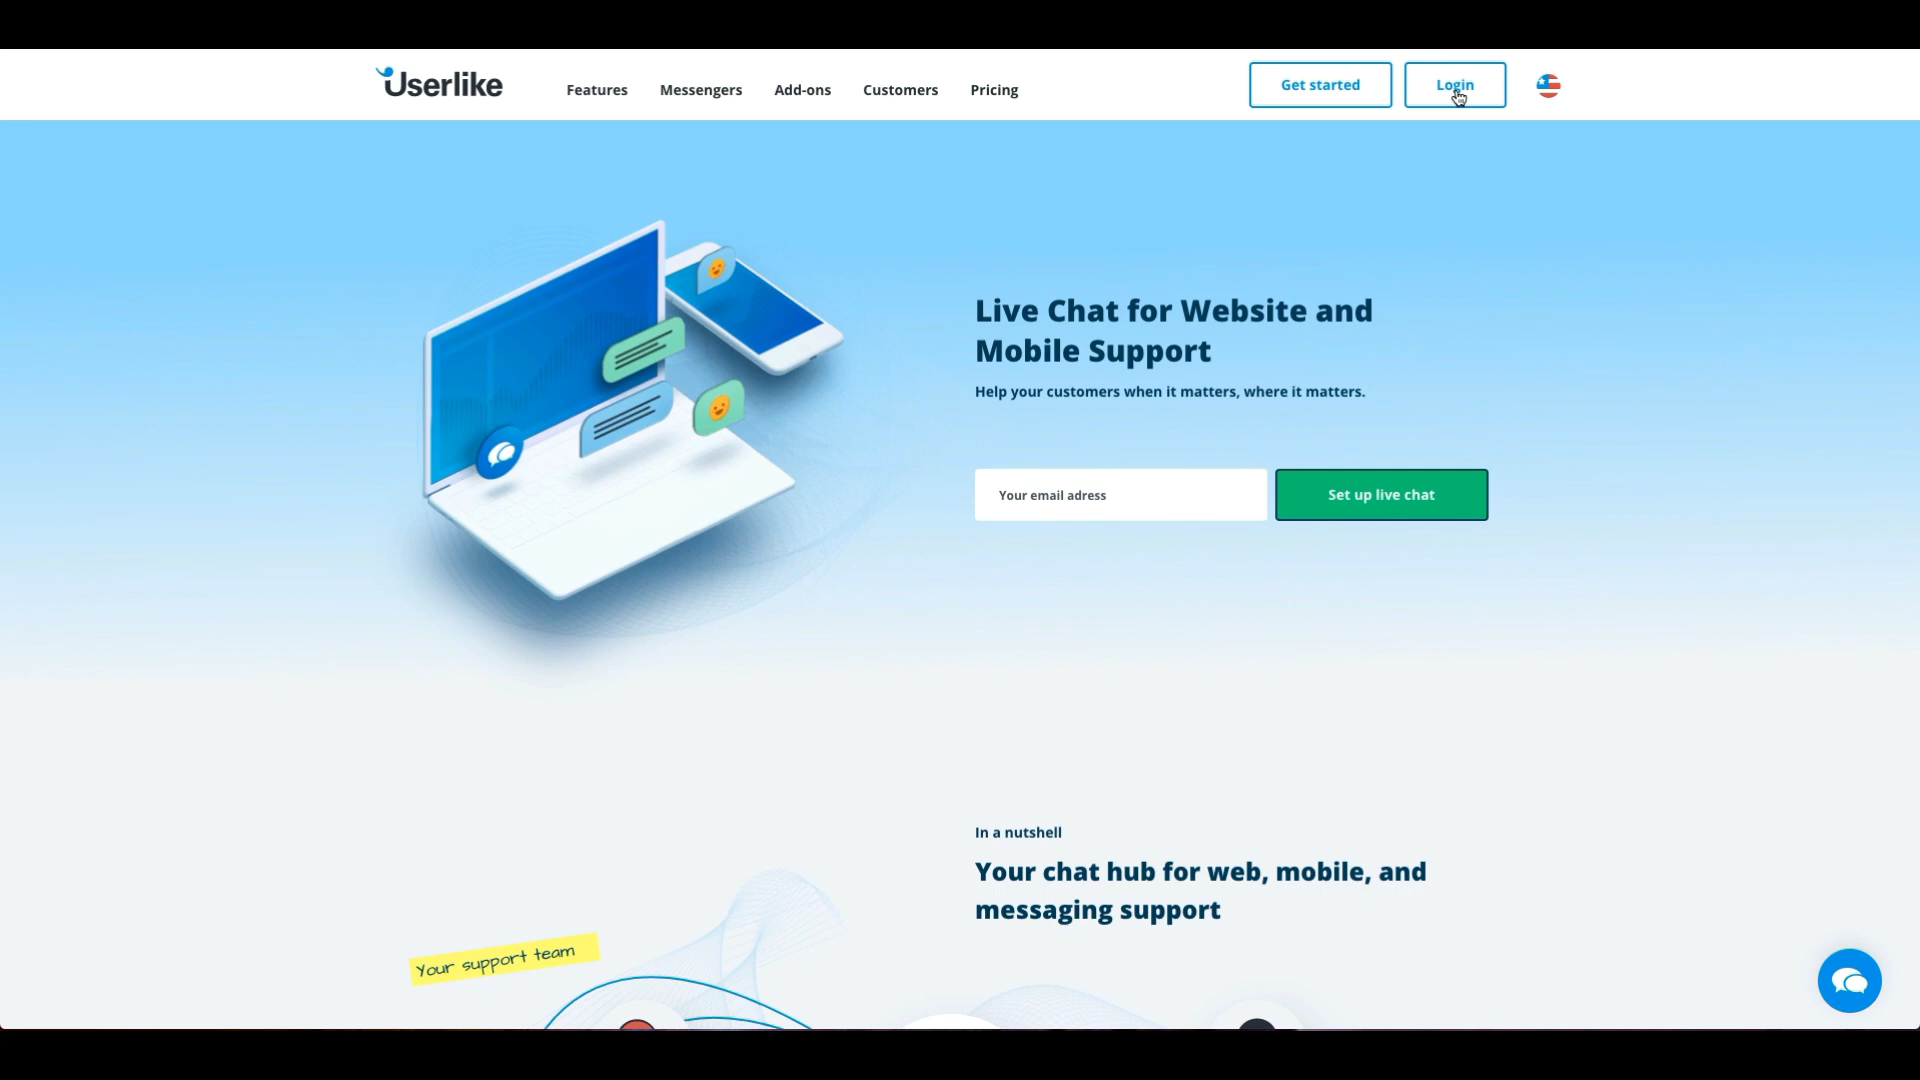 Userlike
Features
Messengers
Add-ons
Customers
Pricing
Get started
Login
Live Chat for Website and
Mobile Support
Help your customers when it matters, where it matters.
Your email adress
Set up live chat
In a nutshell
Your chat hub for web, mobile, and
messaging support
Your support team